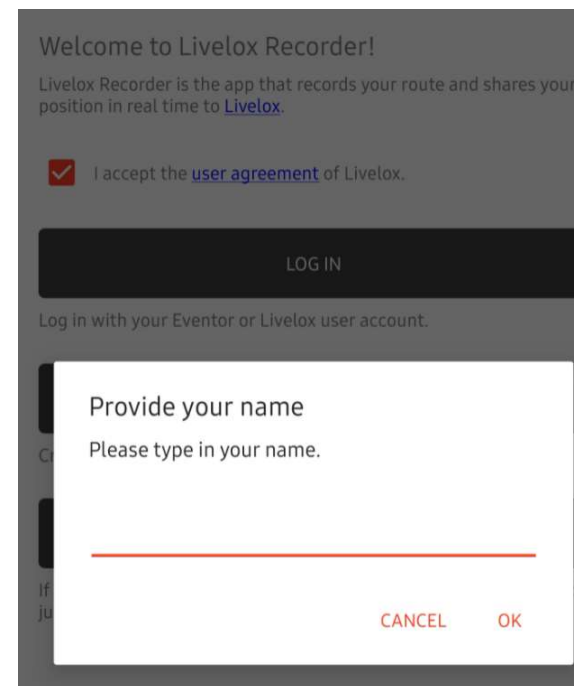 Welcome to Livelox Recorder!
Livelox Recorder is the app that records your route and shares your
position in real time to Livelox.
I accept the user agreement of Livelox.
LOG IN
Log in with your Eventor or Livelox user account.
Provide your name
Please type in your name.
If
CANCEL OK